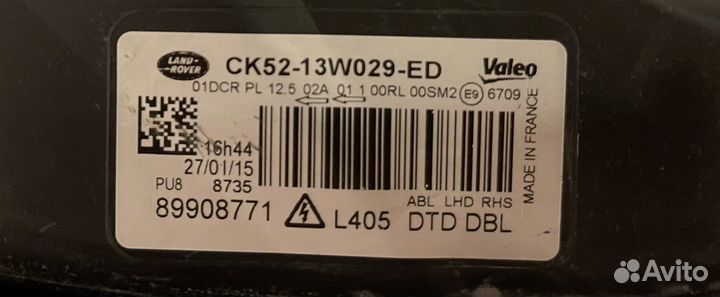 LAND-
ROVER
CK52-13W029-ED
Valeo
01DCR PL 12.5 02A 01 1 00RL 00SM2 E9 6709
16h44
27/01/15
PU8 8735
89908771
ABL LHD RHS
L405 DTD DBL
MADE IN FRANCE
Avito